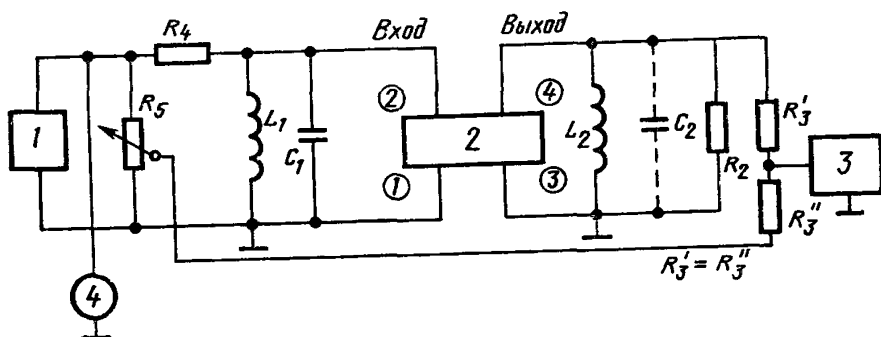 R₄
Вход
Выход
②
④
R₅
L₁
C₁
1
2
L₂
C₂
R₂
R₃'
3
①
③
R₃''
R₃' = R₃''
4